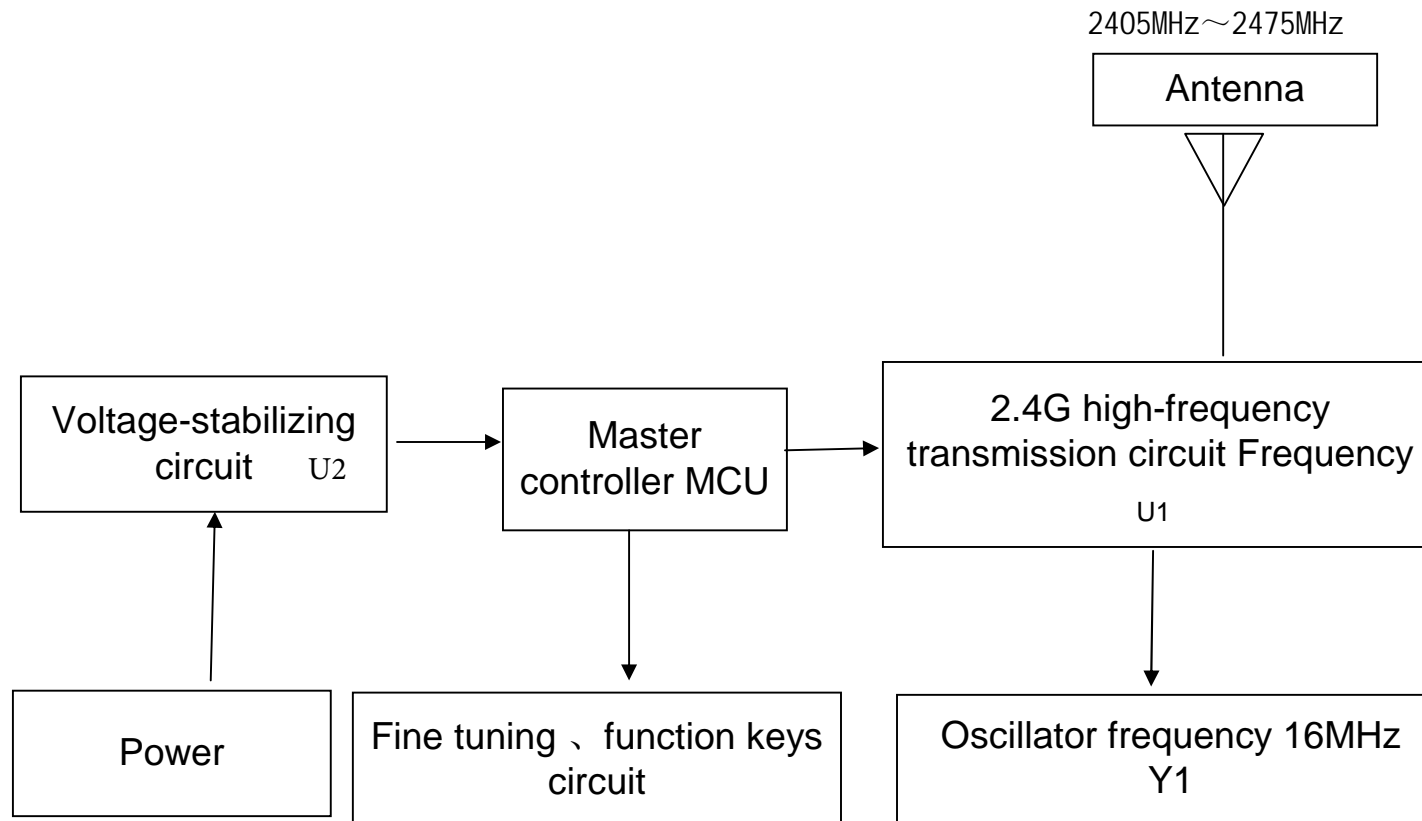 2405MHz～2475MHz
Antenna
Voltage-stabilizing
circuit U2
Master
controller MCU
2.4G high-frequency
transmission circuit Frequency
U1
Power
Fine tuning 、function keys
circuit
Oscillator frequency 16MHz
Y1